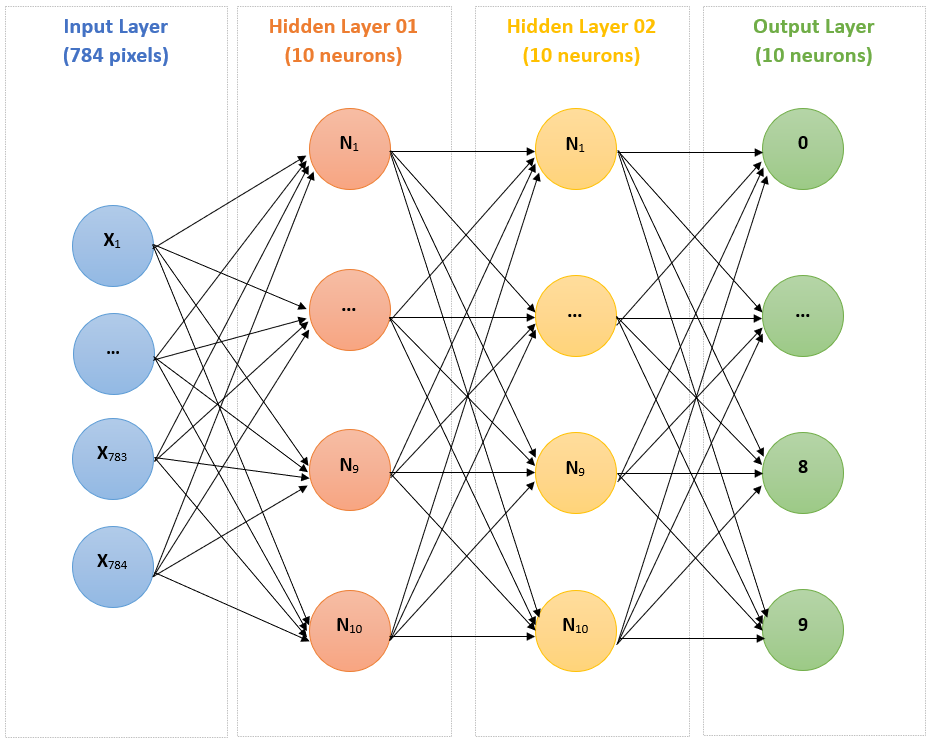 Input Layer
(784 pixels)
Hidden Layer 01
(10 neurons)
Hidden Layer 02
(10 neurons)
Output Layer
(10 neurons)
X1
...
X783
X784
N1
...
N9
N10
N1
...
N9
N10
0
...
8
9